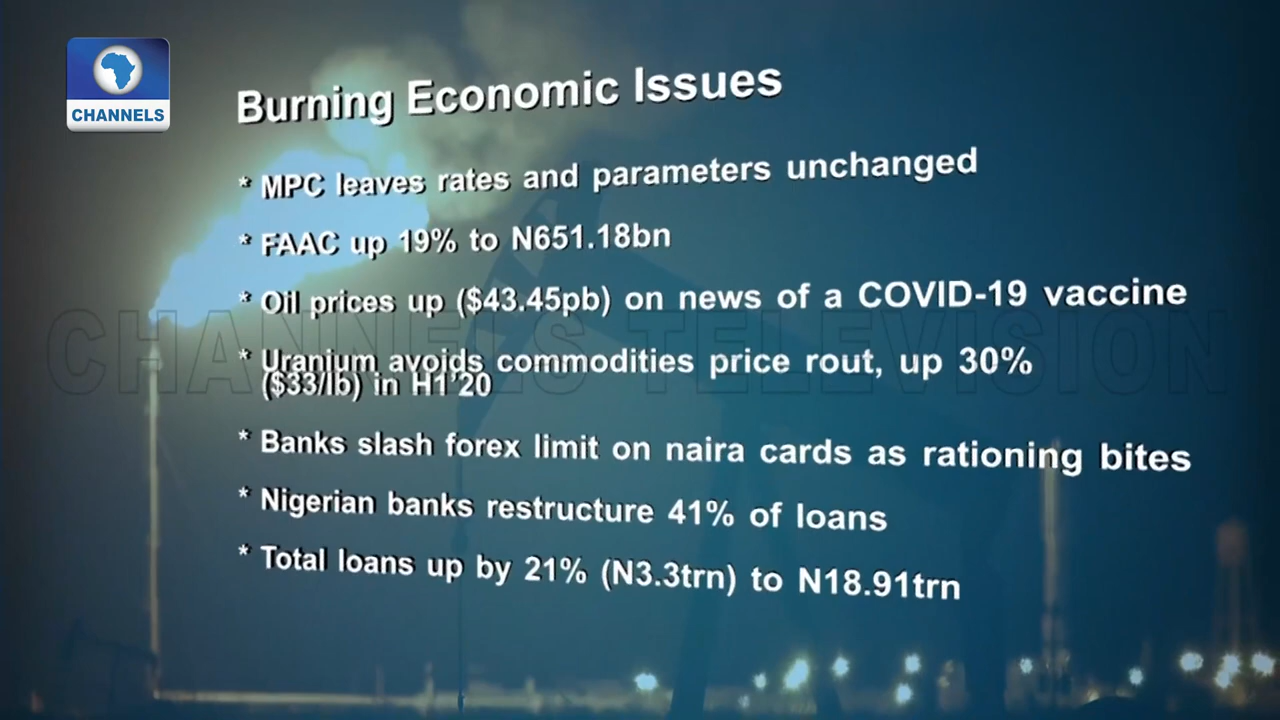 CHANNELS
Burning Economic Issues
* MPC leaves rates and parameters unchanged
* FAAC up 19% to N651.18bn
* Oil prices up ($43.45pb) on news of a COVID-19 vaccine
CHANNELS TELEVISION
* Uranium avoids commodities price rout, up 30%
($33/lb) in H1'20
* Banks slash forex limit on naira cards as rationing bites
* Nigerian banks restructure 41% of loans
* Total loans up by 21% (N3.3trn) to N18.91trn